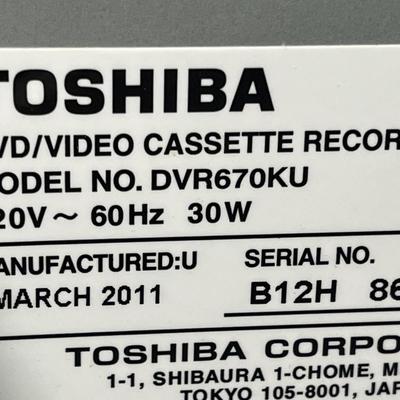 TOSHIBA
VD/VIDEO CASSETTE RECOR
ODEL NO. DVR670KU
20V ~ 60Hz 30W
ANUFACTURED:U
MARCH 2011
SERIAL NO.
B12H 86
TOSHIBA CORPO
1-1, SHIBAURA 1-CHOME, M
TOKYO 105-8001, JAP